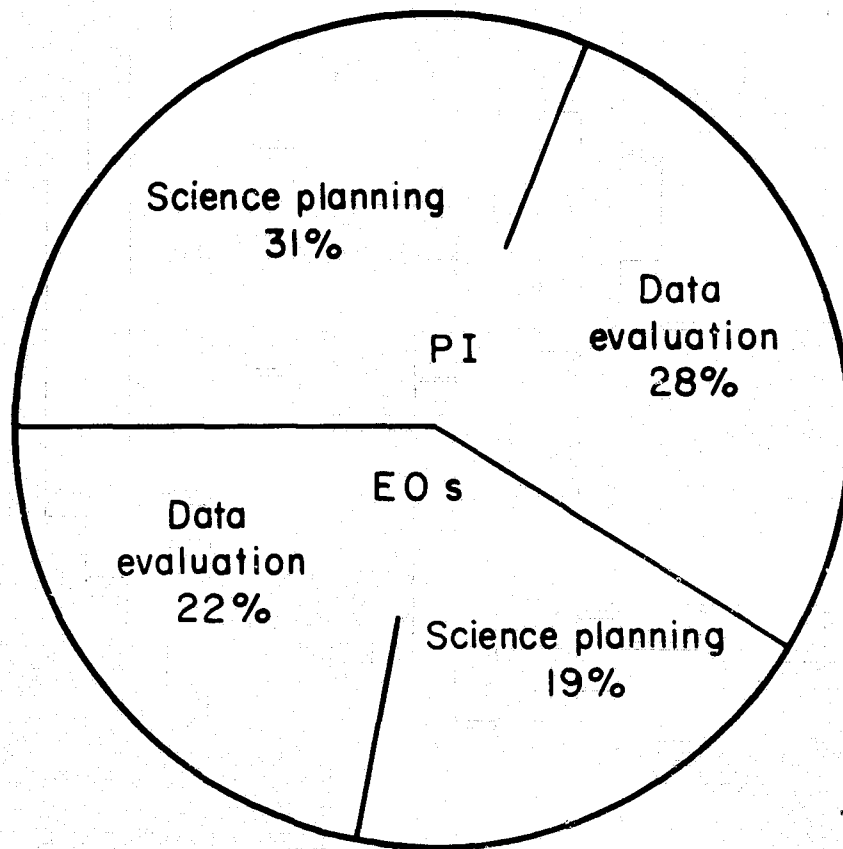 Science planning
31%
Data
evaluation
28%
PI
EOs
Data
evaluation
22%
Science planning
19%